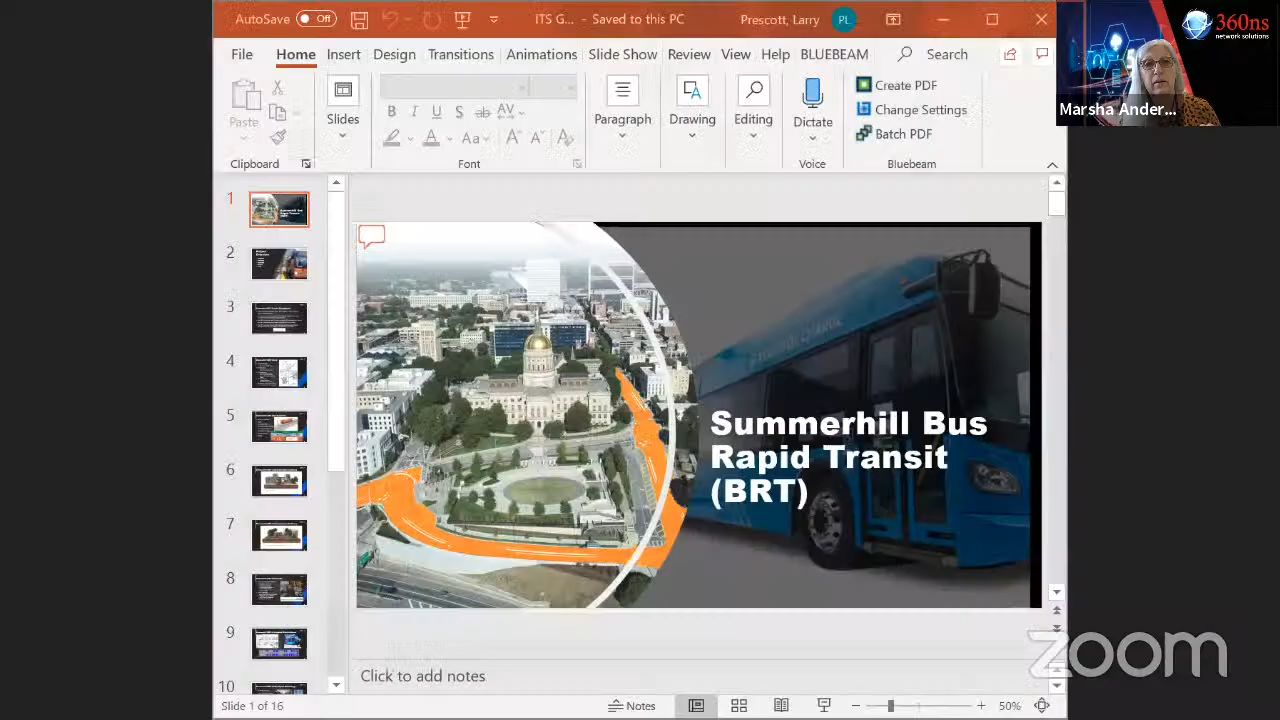 AutoSave Off ITS G... - Saved to this PC Prescott, Larry PL
File Home Insert Design Transitions Animations Slide Show Review View Help BLUEBEAM Search
Paste
Clipboard
Slides
B I U S ab AV
A Aa A A A
Font
Paragraph
Drawing
Editing
Dictate
Voice
Create PDF
Change Settings
Batch PDF
Bluebeam
360ns
network solutions
Marsha Ander...
1
2
3
4
5
6
7
8
9
10
Summerhill Bus
Rapid Transit
(BRT)
Click to add notes
Slide 1 of 16 Notes 50%
zoom